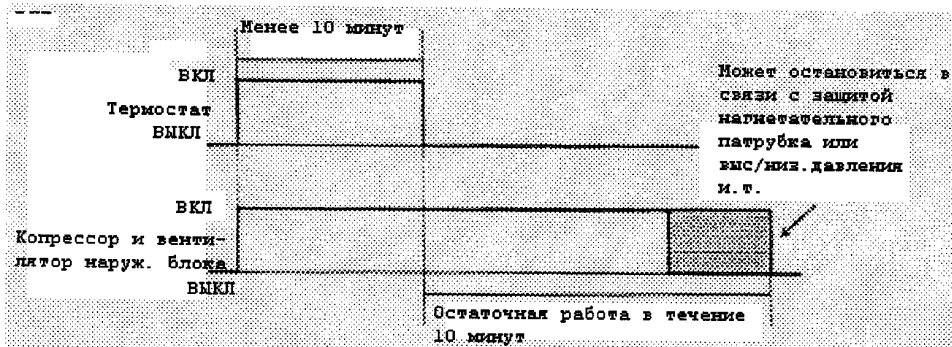 Менее 10 минут
ВКЛ
Термостат
ВЫКЛ
Может остановиться в
связи с защитой
нагнетательного
патрубка или
выс/низ.давления
и.т.
ВКЛ
Копрессор и венти-
лятор наруж. блока
ВЫКЛ
Остаточная работа в течение
10 минут